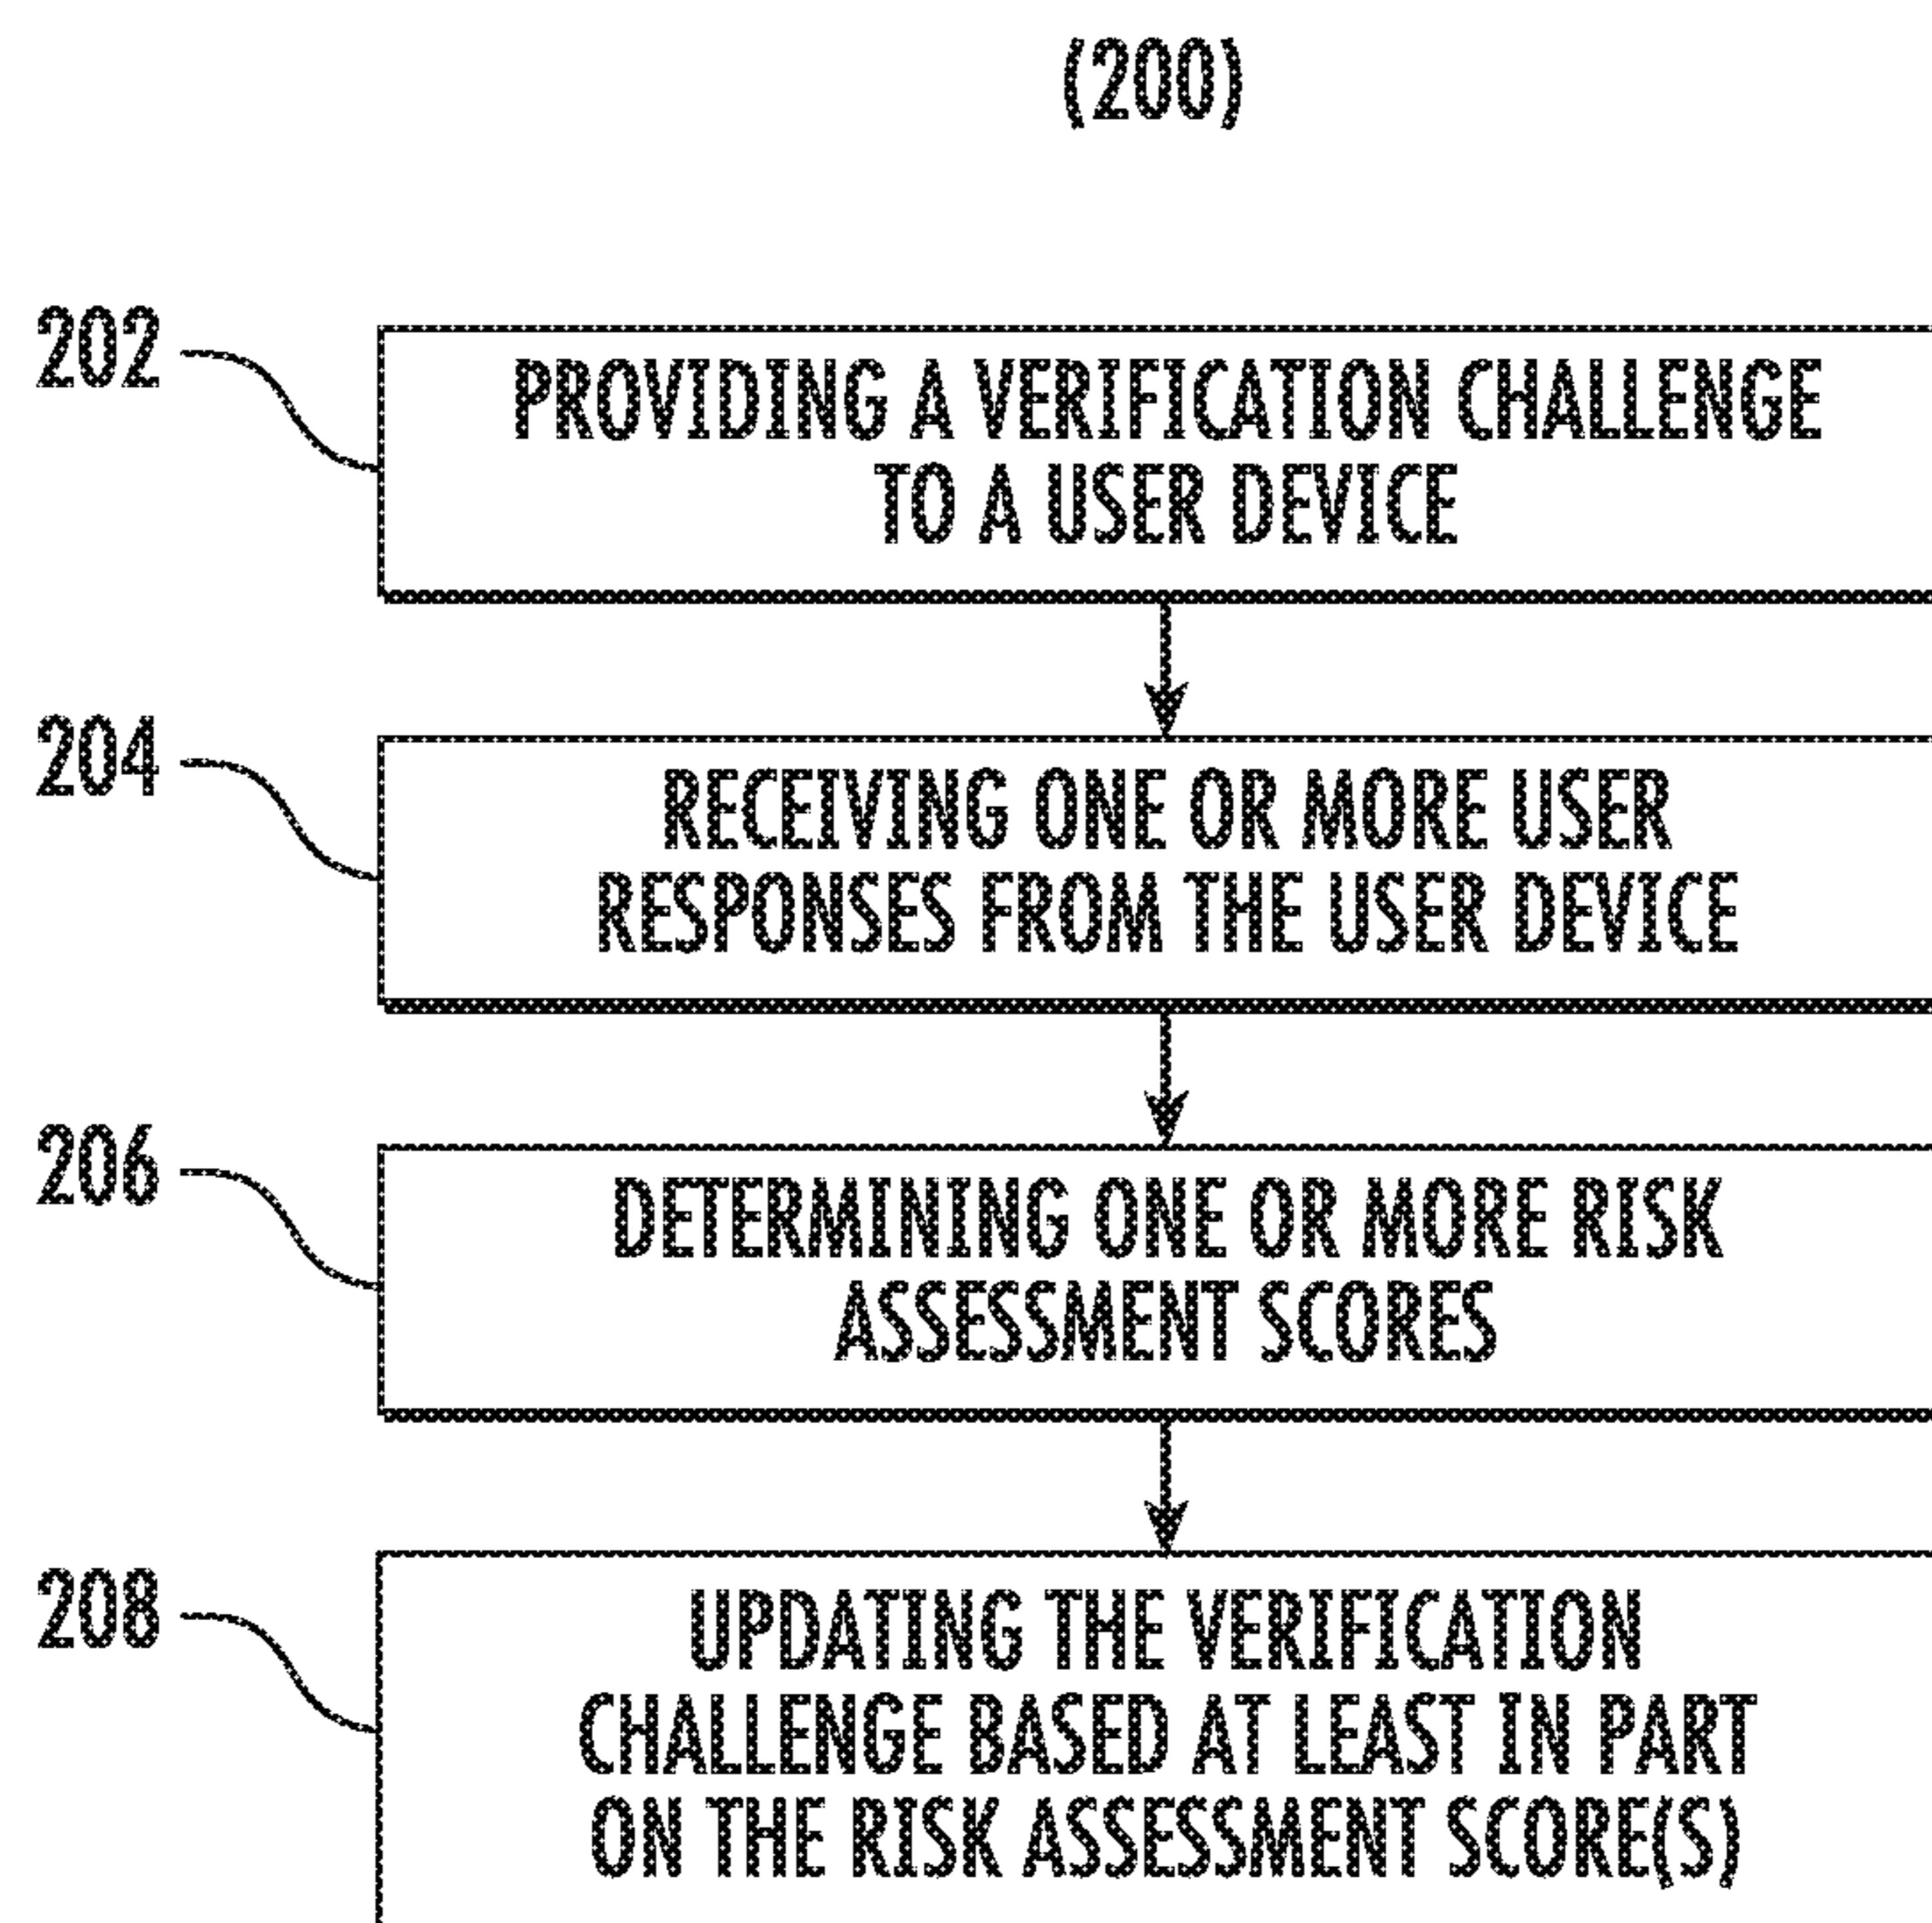 (200)
202
PROVIDING A VERIFICATION CHALLENGE
TO A USER DEVICE
204
RECEIVING ONE OR MORE USER
RESPONSES FROM THE USER DEVICE
206
DETERMINING ONE OR MORE RISK
ASSESSMENT SCORES
208
UPDATING THE VERIFICATION
CHALLENGE BASED AT LEAST IN PART
ON THE RISK ASSESSMENT SCORE(S)